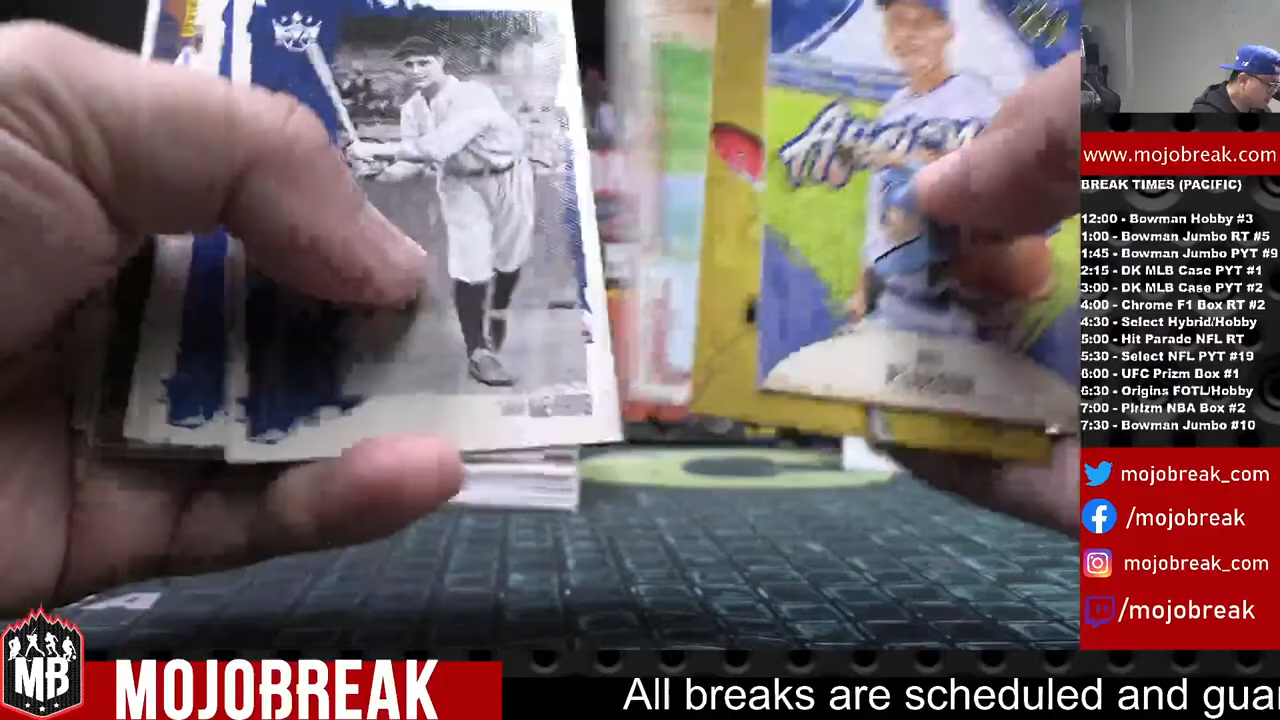 www.mojobreak.com
BREAK TIMES (PACIFIC)
12:00 - Bowman Hobby #3
1:00 - Bowman Jumbo RT #5
1:45 - Bowman Jumbo PYT #9
2:15 - DK MLB Case PYT #1
3:00 - DK MLB Case PYT #2
4:00 - Chrome F1 Box RT #2
4:30 - Select Hybrid/Hobby
5:00 - Hit Parade NFL RT
5:30 - Select NFL PYT #19
6:00 - UFC Prizm Box #1
6:30 - Origins FOTL/Hobby
7:00 - Pirizm NBA Box #2
7:30 - Bowman Jumbo #10
mojobreak_com
/mojobreak
mojobreak_com
/mojobreak
MB
MOJOBREAK
All breaks are scheduled and gua